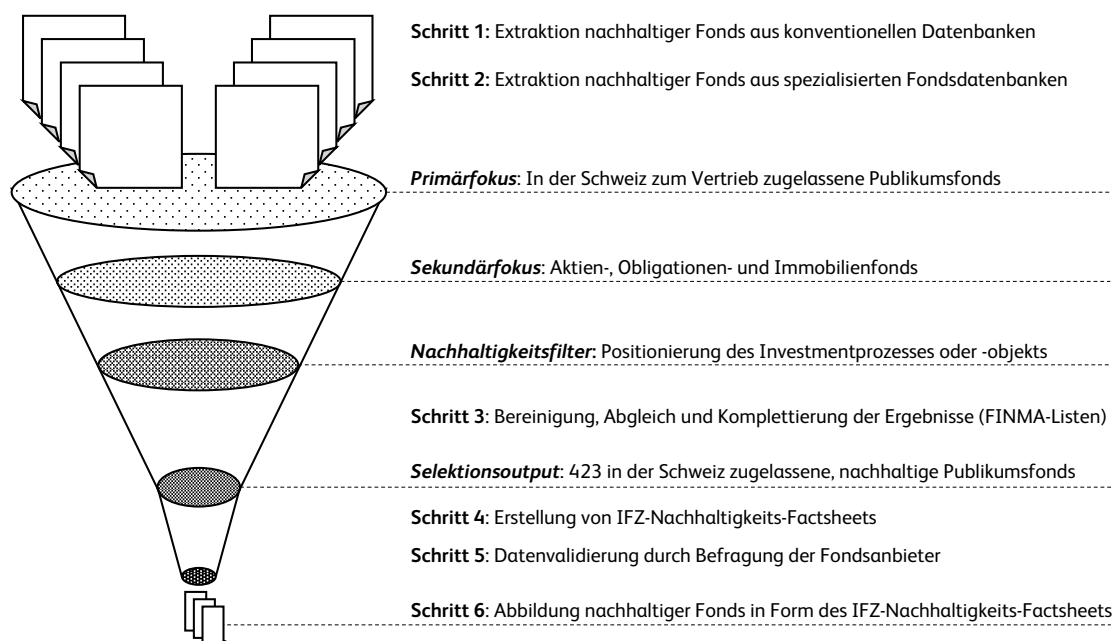 Schritt 1: Extraktion nachhaltiger Fonds aus konventionellen Datenbanken
Schritt 2: Extraktion nachhaltiger Fonds aus spezialisierten Fondsdatenbanken
Primärfokus: In der Schweiz zum Vertrieb zugelassene Publikumsfonds
Sekundärfokus: Aktien-, Obligationen- und Immobilienfonds
Nachhaltigkeitsfilter: Positionierung des Investmentprozesses oder -objekts
Schritt 3: Bereinigung, Abgleich und Komplettierung der Ergebnisse (FINMA-Listen)
Selektionsoutput: 423 in der Schweiz zugelassene, nachhaltige Publikumsfonds
Schritt 4: Erstellung von IFZ-Nachhaltigkeits-Factsheets
Schritt 5: Datenvalidierung durch Befragung der Fondsanbieter
Schritt 6: Abbildung nachhaltiger Fonds in Form des IFZ-Nachhaltigkeits-Factsheets